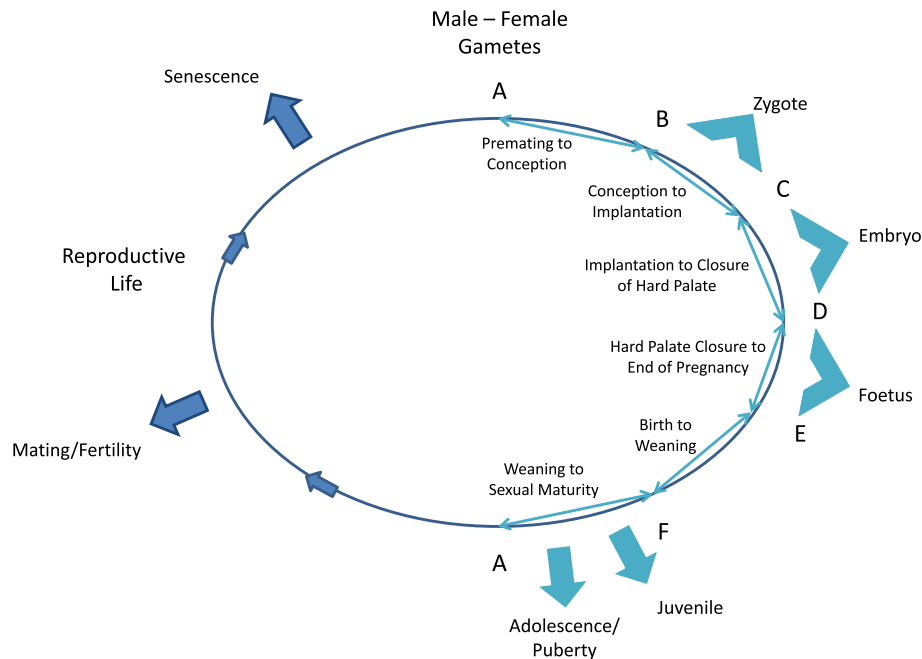 Male – Female
Gametes
Senescence
A
B
Zygote
Premating to
Conception
C
Conception to
Implantation
Embryo
Reproductive
Life
Implantation to Closure
of Hard Palate
D
Hard Palate Closure to
End of Pregnancy
Foetus
E
Mating/Fertility
Birth to
Weaning
Weaning to
Sexual Maturity
F
A
Juvenile
Adolescence/
Puberty